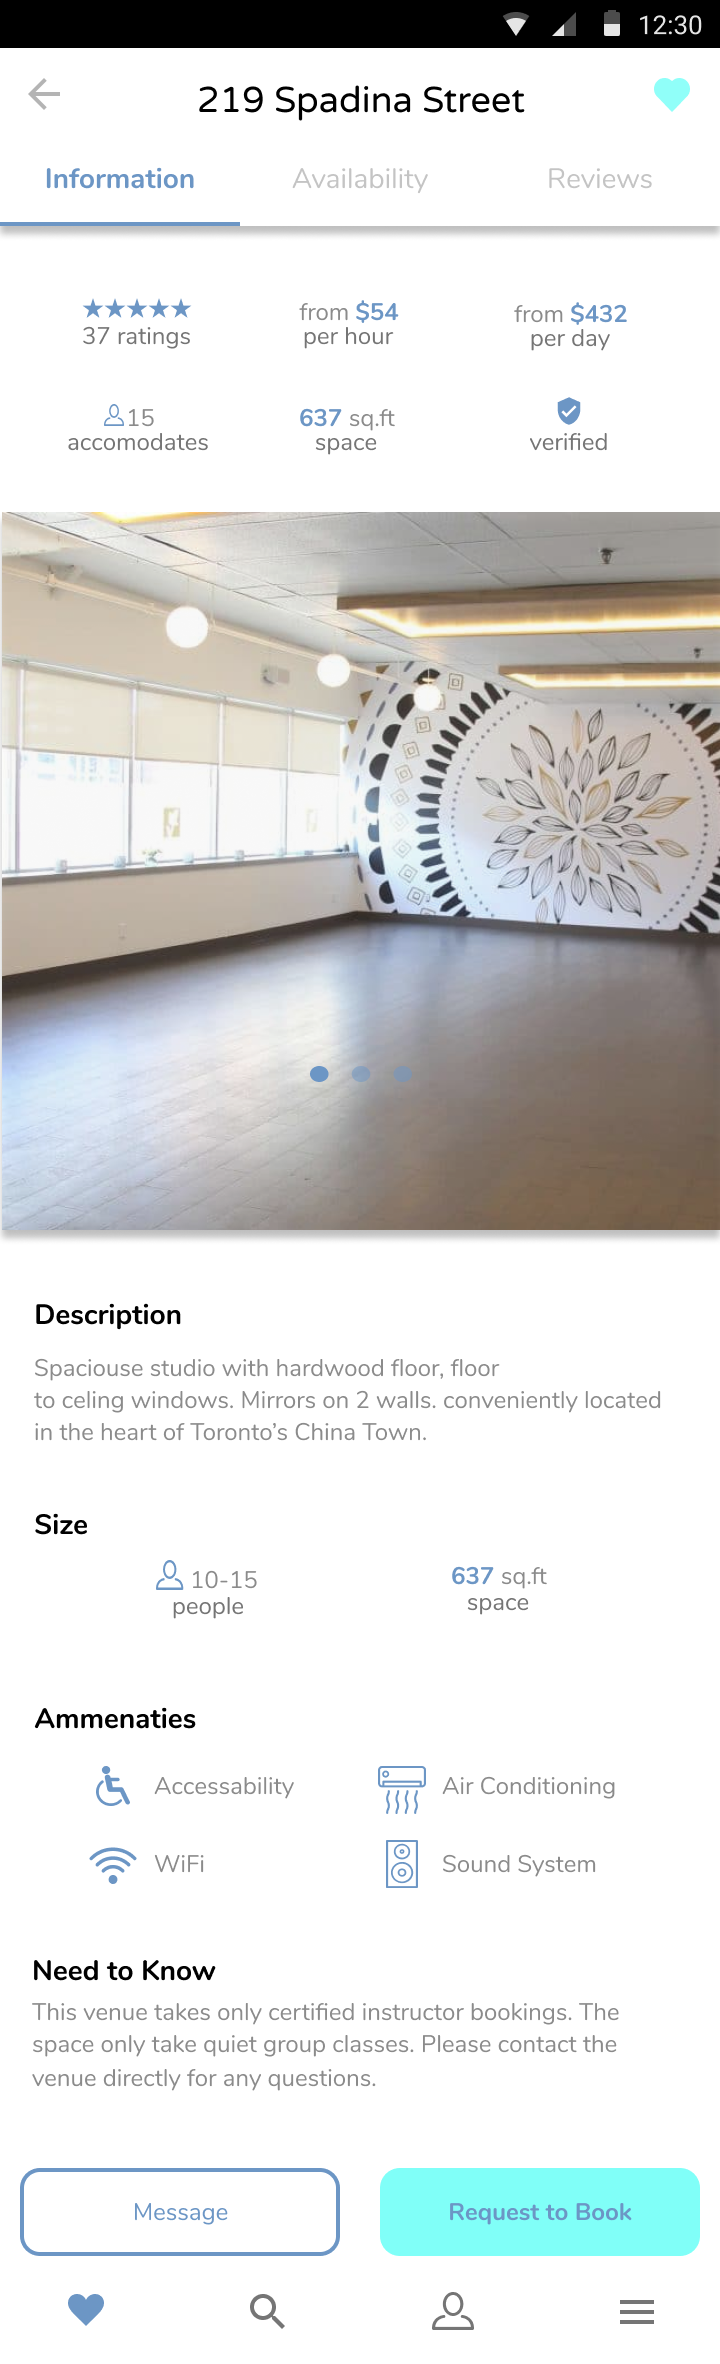 12:30
219 Spadina Street
Information
Availability
Reviews
37 ratings
from $54
per hour
from $432
per day
15
accomodates
637 sq.ft
space
verified
Description
Spaciouse studio with hardwood floor, floor
to celing windows. Mirrors on 2 walls. conveniently located
in the heart of Toronto’s China Town.
Size
10-15
people
637 sq.ft
space
Ammenaties
Accessability
Air Conditioning
WiFi
Sound System
Need to Know
This venue takes only certified instructor bookings. The
space only take quiet group classes. Please contact the
venue directly for any questions.
Message
Request to Book